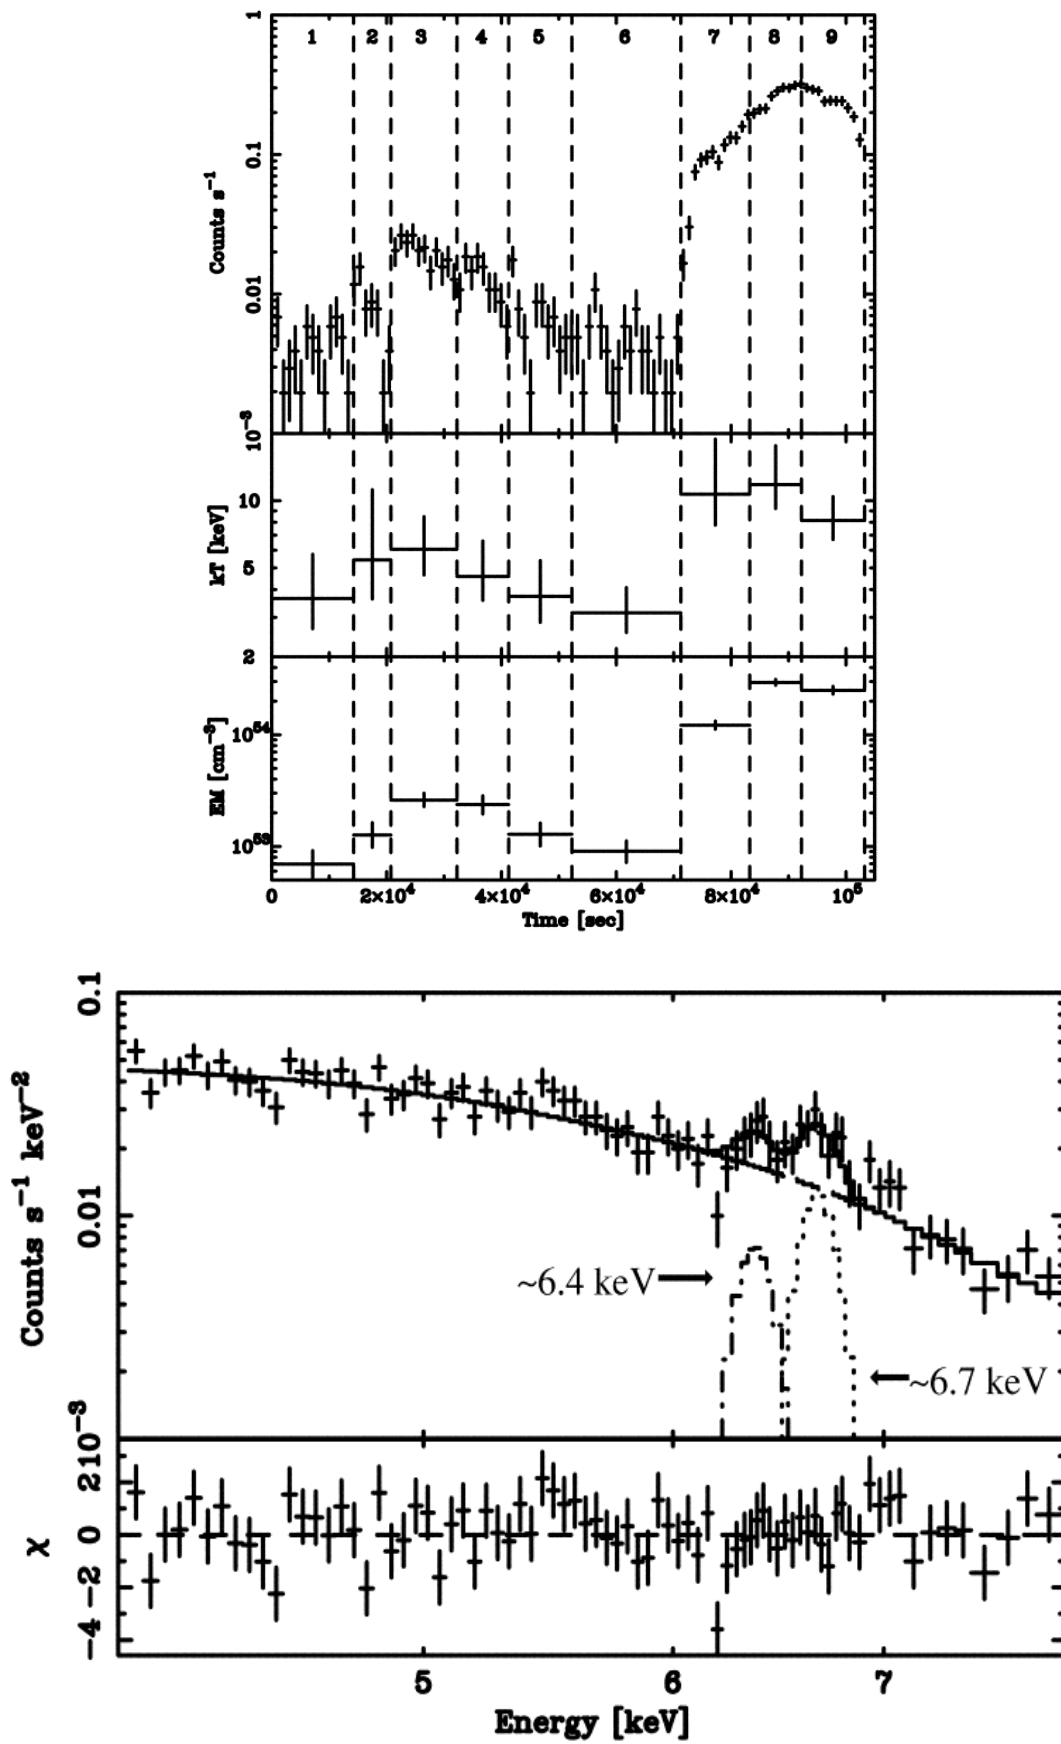 1 2 3 4 5 6 7 8 9
1
0.1
0.01
10⁻³
Counts s⁻¹
10
5
2
kT [keV]
10⁵⁴
10⁵³
EM [cm⁻³]
0 2×10⁴ 4×10⁴ 6×10⁴ 8×10⁴ 10⁵
Time [sec]
0.1
0.01
10⁻³
Counts s⁻¹ keV⁻²
~6.4 keV
~6.7 keV
2
0
-2
-4
χ
5 6 7
Energy [keV]